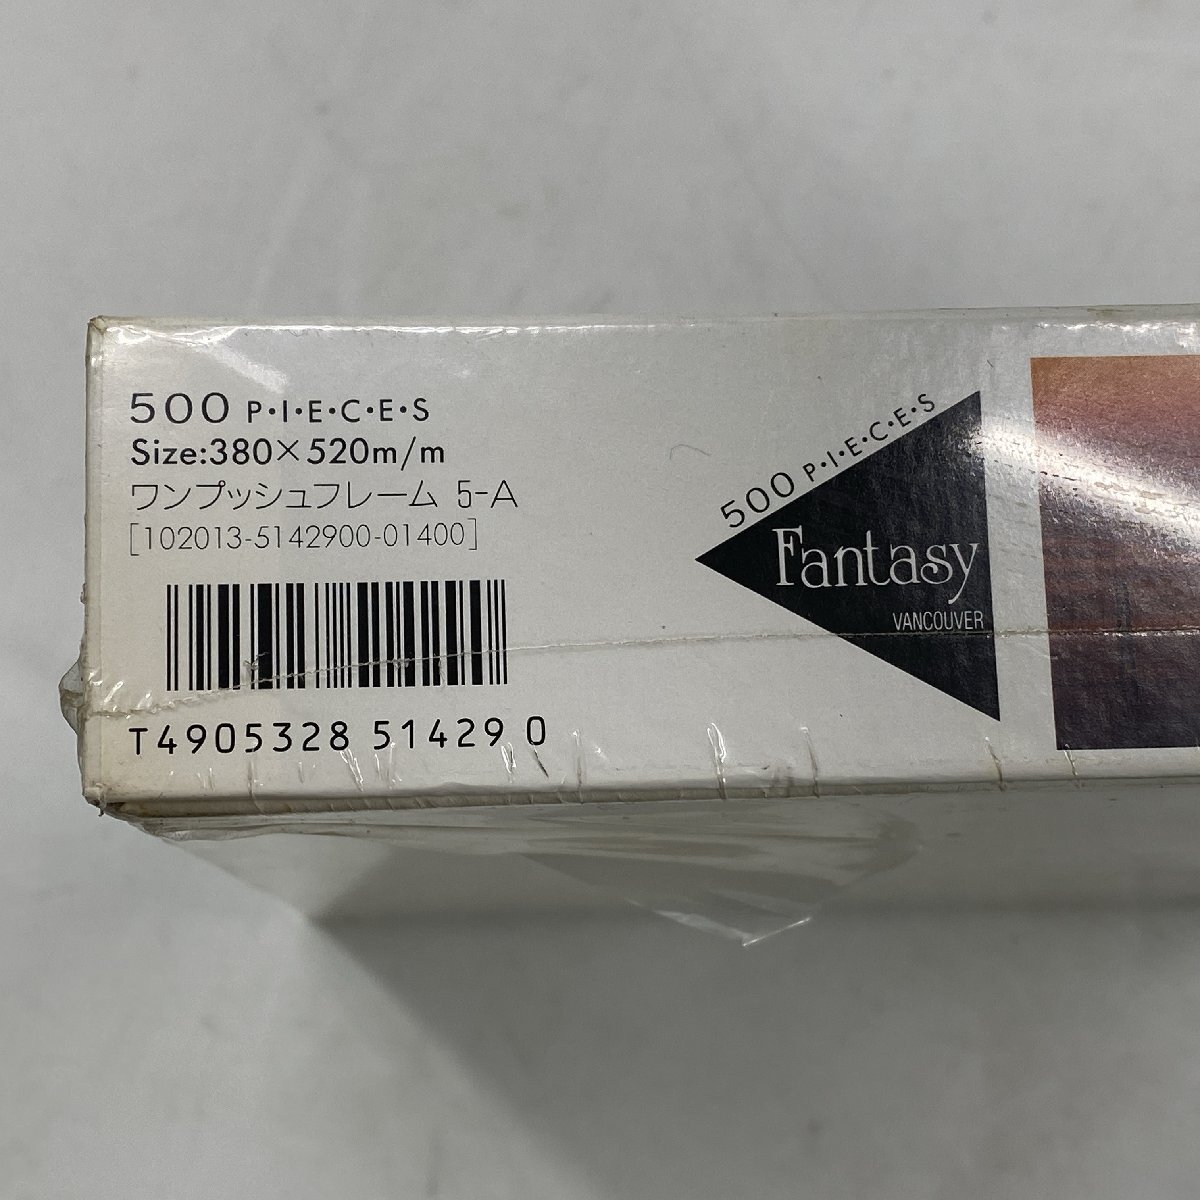 500 P·I·E·C·E·S
Size:380×520m/m
ワンプッシュフレーム 5-A
[102013-5142900-01400]
T4905328 51429 0
500 P·I·E·C·E·S
Fantasy
VANCOUVER